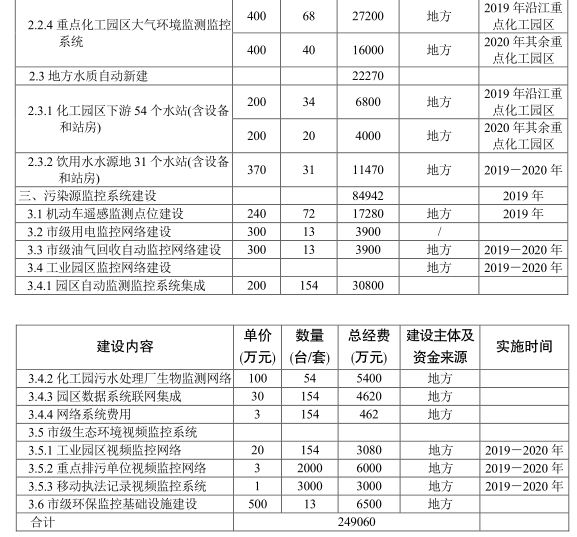 2.2.4 重点化工园区大气环境监测监控系统 400 68 27200 地方 2019 年沿江重点化工园区
400 40 16000 地方 2020 年其余重点化工园区
2.3 地方水质自动新建 22270
2.3.1 化工园区下游 54 个水站(含设备和站房) 200 34 6800 地方 2019 年沿江重点化工园区
200 20 4000 地方 2020 年其余重点化工园区
2.3.2 饮用水水源地 31 个水站(含设备和站房) 370 31 11470 地方 2019－2020 年
三、污染源监控系统建设 84942 2019 年
3.1 机动车遥感监测点位建设 240 72 17280 地方 2019 年
3.2 市级用电监控网络建设 300 13 3900 /
3.3 市级油气回收自动监控网络建设 300 13 3900 地方 2019－2020 年
3.4 工业园区监控网络建设 地方 2019－2020 年
3.4.1 园区自动监测监控系统集成 200 154 30800
建设内容 单价(万元) 数量(台/套) 总经费(万元) 建设主体及资金来源 实施时间
3.4.2 化工园污水处理厂生物监测网络 100 54 5400 地方
3.4.3 园区数据系统联网集成 30 154 4620 地方
3.4.4 网络系统费用 3 154 462 地方
3.5 市级生态环境视频监控系统
3.5.1 工业园区视频监控网络 20 154 3080 地方 2019－2020 年
3.5.2 重点排污单位视频监控网络 3 2000 6000 地方 2019－2020 年
3.5.3 移动执法记录视频监控系统 1 3000 3000 地方 2019－2020 年
3.6 市级环保监控基础设施建设 500 13 6500 地方
合计 249060